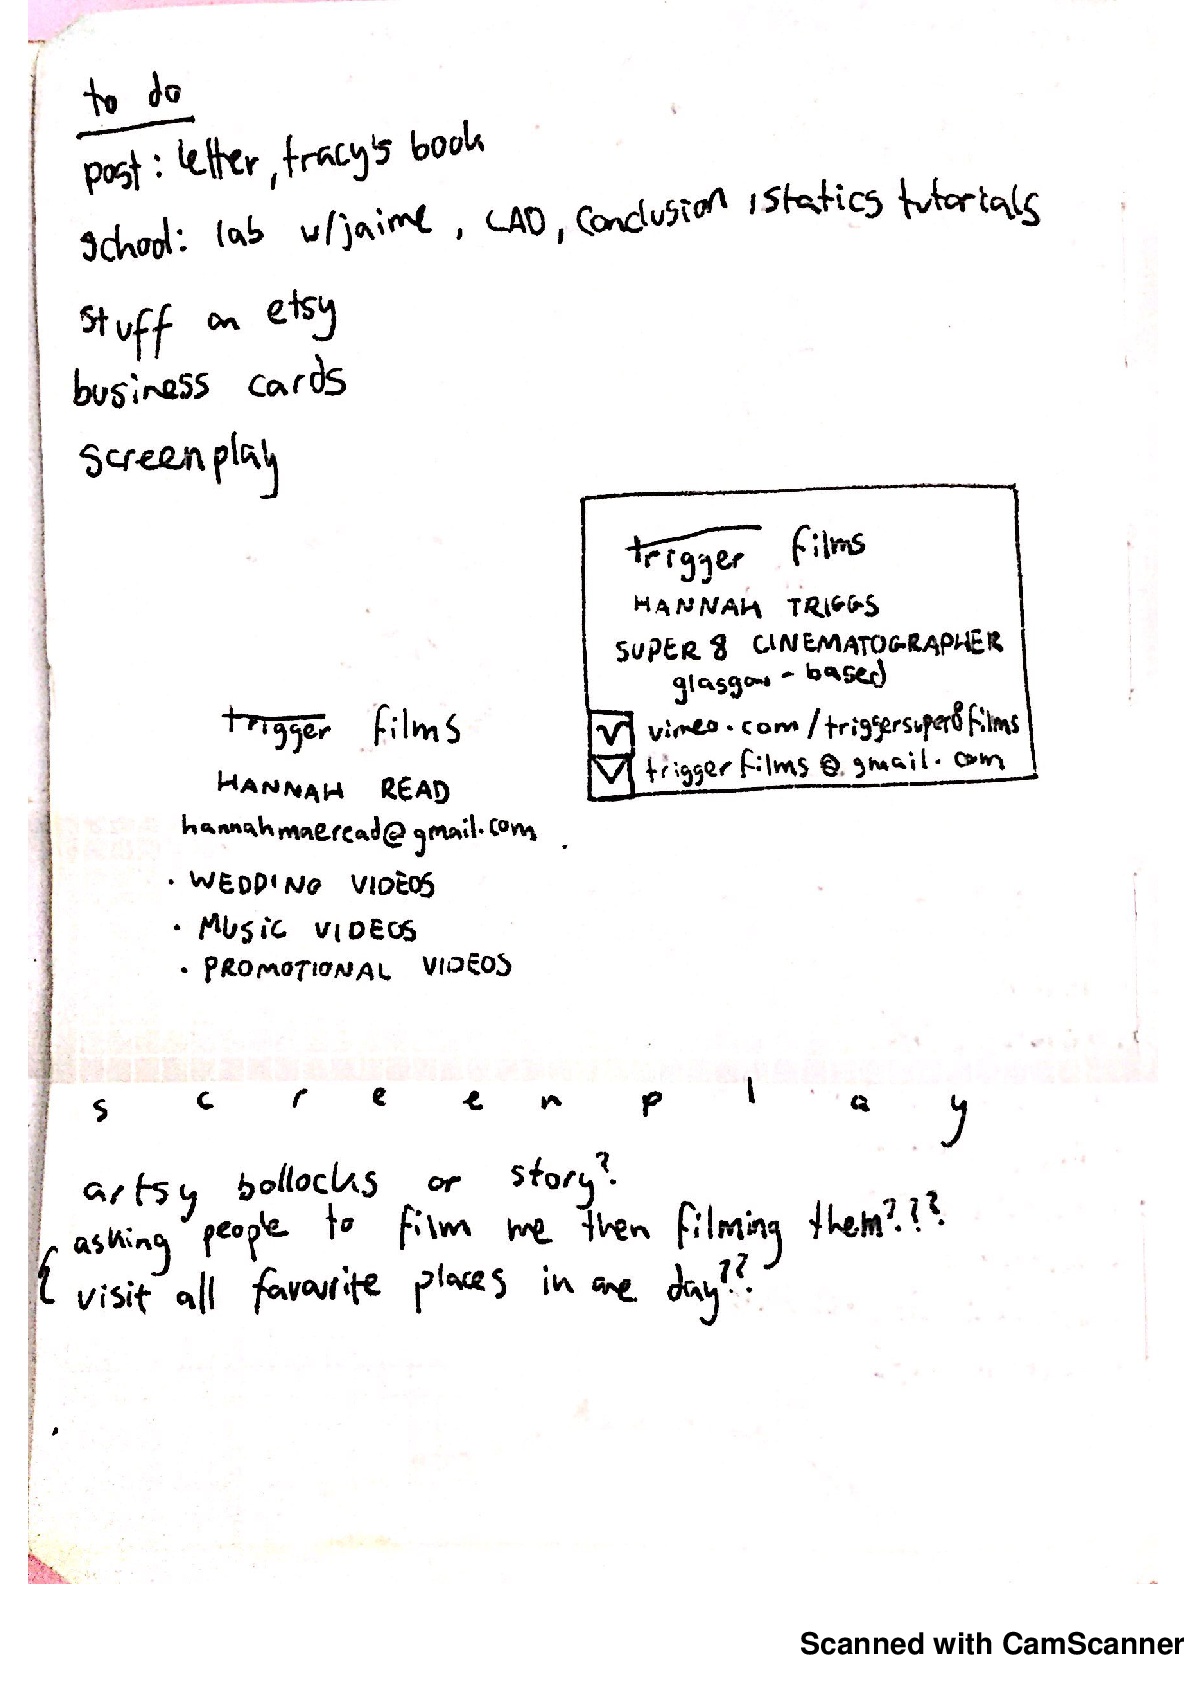 to do
post: letter, tracy's book
school: lab w/jaime, CAD, conclusion, statics tutorials
stuff on etsy
business cards
screenplay
trigger films
HANNAH TRIGGS
SUPER 8 CINEMATOGRAPHER
glasgow-based
vimeo.com/triggersuper8films
triggerfilms@gmail.com
trigger films
HANNAH READ
hannahmaeread@gmail.com
· WEDDING VIDEOS
· MUSIC VIDEOS
· PROMOTIONAL VIDEOS
s c r e e n p l a y
artsy bollocks or story?
asking people to film me then filming them???
visit all favourite places in one day??
Scanned with CamScanner